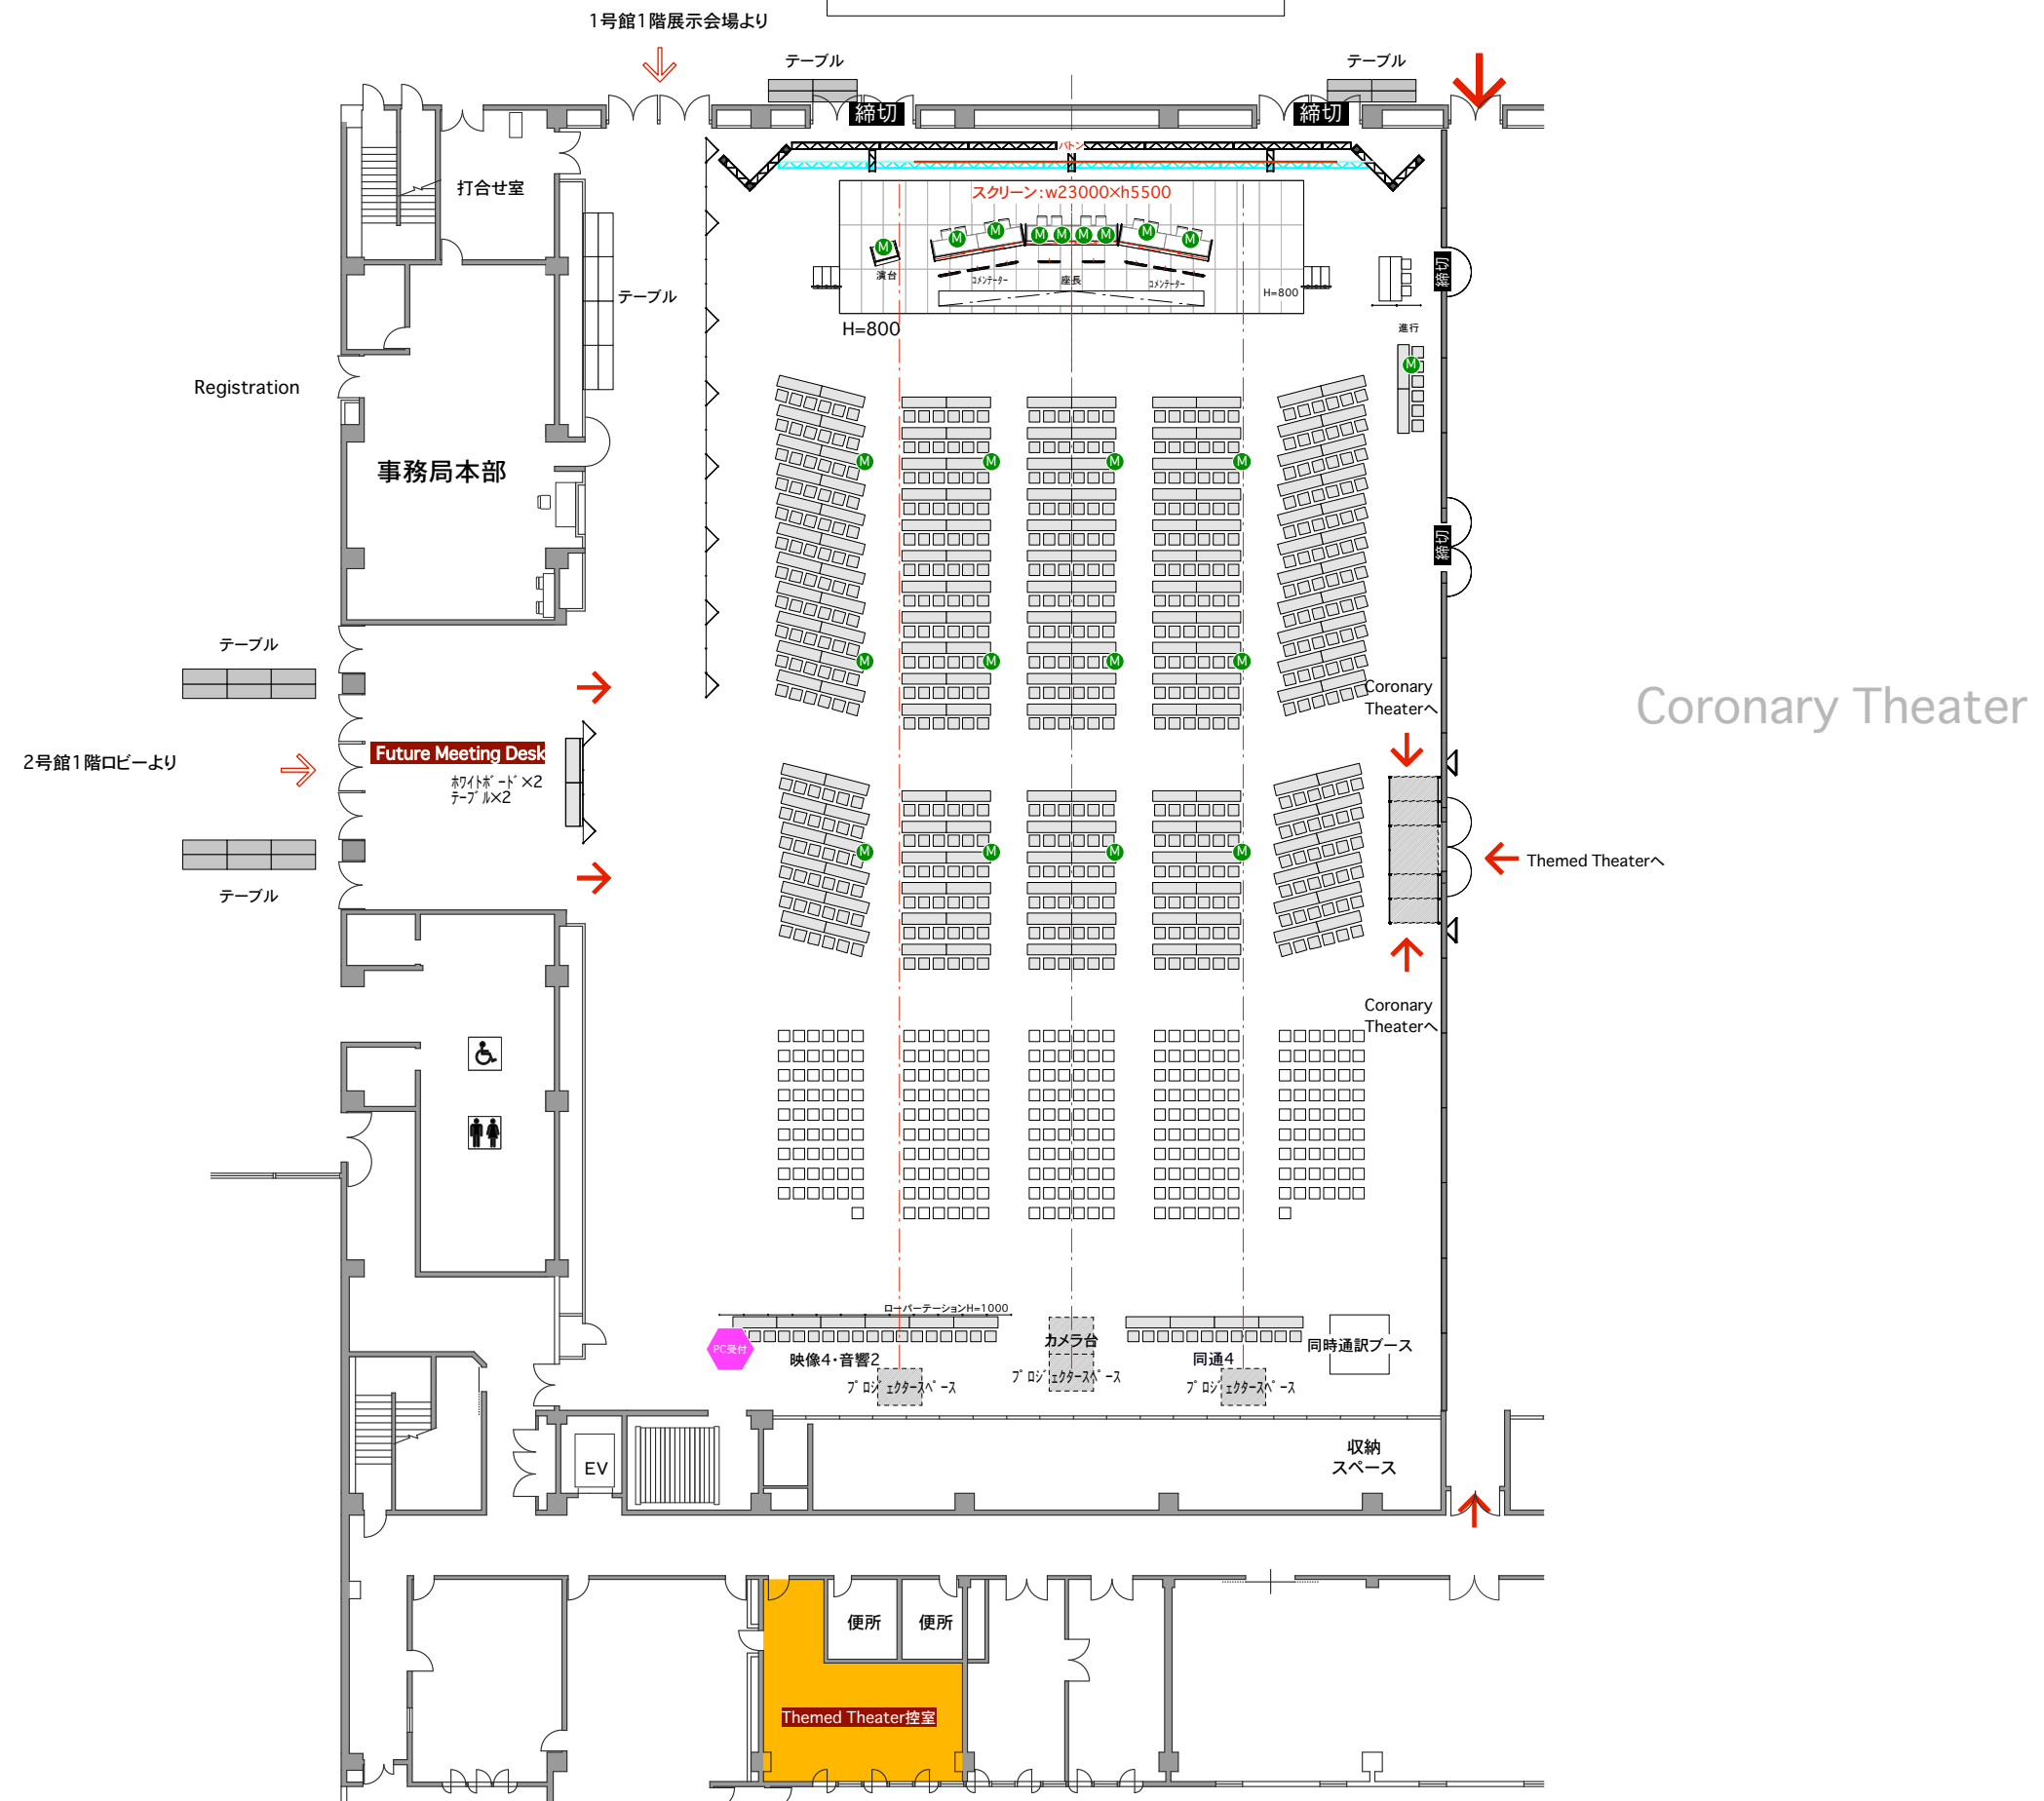 1号館1階展示会場より
テーブル
テーブル
締切
締切
バトン
打合せ室
スクリーン：w23000×h5500
M
M
M
M
M
M
M
M
M
演台
コメンテーター
座長
コメンテーター
H=800
H=800
締切
進行
M
テーブル
Registration
事務局本部
M
M
M
M
締切
テーブル
M
M
M
M
Coronary
Theaterへ
Coronary Theater
2号館1階ロビーより
Future Meeting Desk
ホワイトボード×2
テーブル×2
M
M
M
M
Themed Theaterへ
テーブル
Coronary
Theaterへ
ローパーテーションH=1000
PC受付
映像4・音響2
カメラ台
同通4
同時通訳ブース
プロジェクタースペース
プロジェクタースペース
プロジェクタースペース
EV
収納
スペース
便所
便所
Themed Theater控室